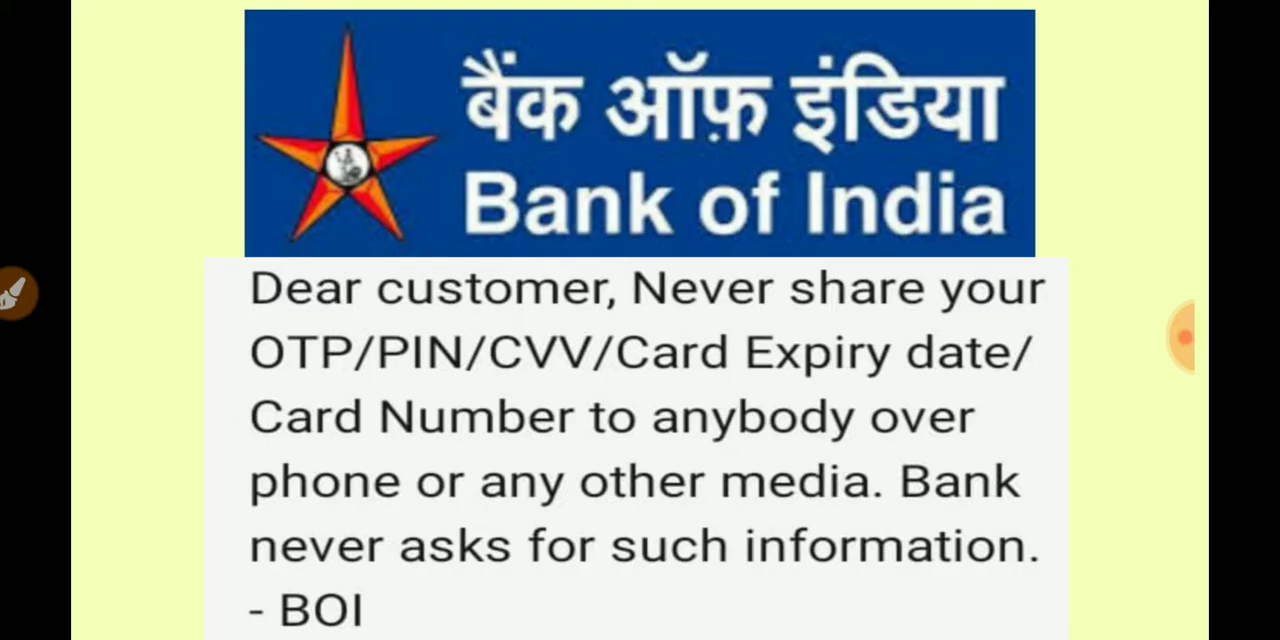 बैंक ऑफ़ इंडिया
Bank of India
Dear customer, Never share your
OTP/PIN/CVV/Card Expiry date/
Card Number to anybody over
phone or any other media. Bank
never asks for such information.
- BOI